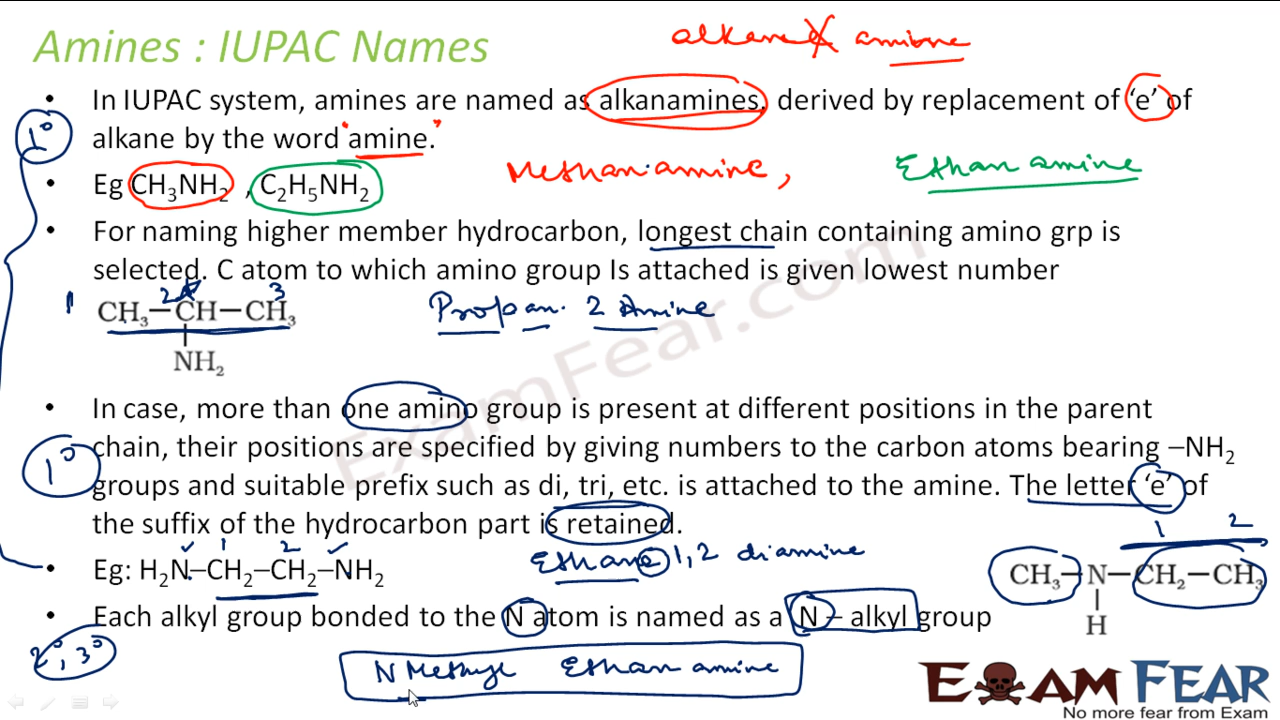 Amines : IUPAC Names
alkane amine
• In IUPAC system, amines are named as alkanamines, derived by replacement of ‘e’ of
1° alkane by the word "amine."
• Eg CH₃NH₂ , C₂H₅NH₂ Methanamine, Ethanamine
• For naming higher member hydrocarbon, longest chain containing amino grp is
selected. C atom to which amino group Is attached is given lowest number
1 2 3
CH₃–CH–CH₃ Propan. 2 Amine
NH₂
• In case, more than one amino group is present at different positions in the parent
1° chain, their positions are specified by giving numbers to the carbon atoms bearing –NH₂
groups and suitable prefix such as di, tri, etc. is attached to the amine. The letter ‘e’ of
the suffix of the hydrocarbon part is retained.
1 2 1 2
• Eg: H₂N–CH₂–CH₂–NH₂ Ethane 1,2 diamine CH₃–N–CH₂–CH₃
H
• Each alkyl group bonded to the N atom is named as a N – alkyl group
2°, 3° N Methyl Ethanamine
EXAM FEAR
No more fear from Exam
ExamFear.com